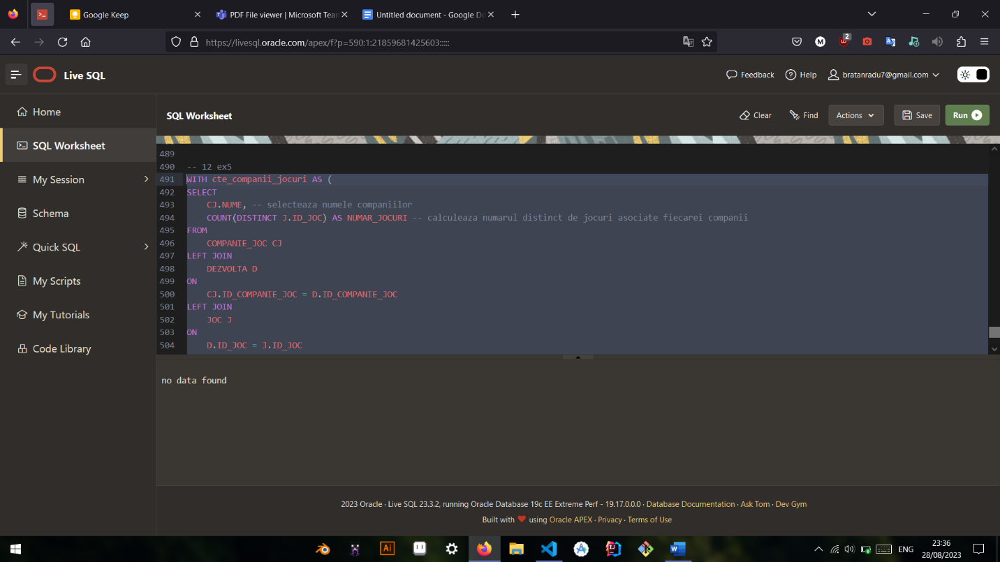 Google Keep
PDF File viewer | Microsoft Tean
Untitled document - Google Do
https://livesql.oracle.com/apex/f?p=590:1:21859681425603:::::
M
2
Live SQL
Feedback
Help
bratanradu7@gmail.com
Home
SQL Worksheet
My Session
Schema
Quick SQL
My Scripts
My Tutorials
Code Library
SQL Worksheet
Clear
Find
Actions
Save
Run
489
490 -- 12 ex5
491 WITH cte_companii_jocuri AS (
492 SELECT
493 CJ.NUME, -- selecteaza numele companiilor
494 COUNT(DISTINCT J.ID_JOC) AS NUMAR_JOCURI -- calculeaza numarul distinct de jocuri asociate fiecarei companii
495 FROM
496 COMPANIE_JOC CJ
497 LEFT JOIN
498 DEZVOLTA D
499 ON
500 CJ.ID_COMPANIE_JOC = D.ID_COMPANIE_JOC
501 LEFT JOIN
502 JOC J
503 ON
504 D.ID_JOC = J.ID_JOC
no data found
2023 Oracle · Live SQL 23.3.2, running Oracle Database 19c EE Extreme Perf - 19.17.0.0.0 · Database Documentation · Ask Tom · Dev Gym
Built with ❤ using Oracle APEX · Privacy · Terms of Use
Ai
IJ
W
ENG
23:36
28/08/2023